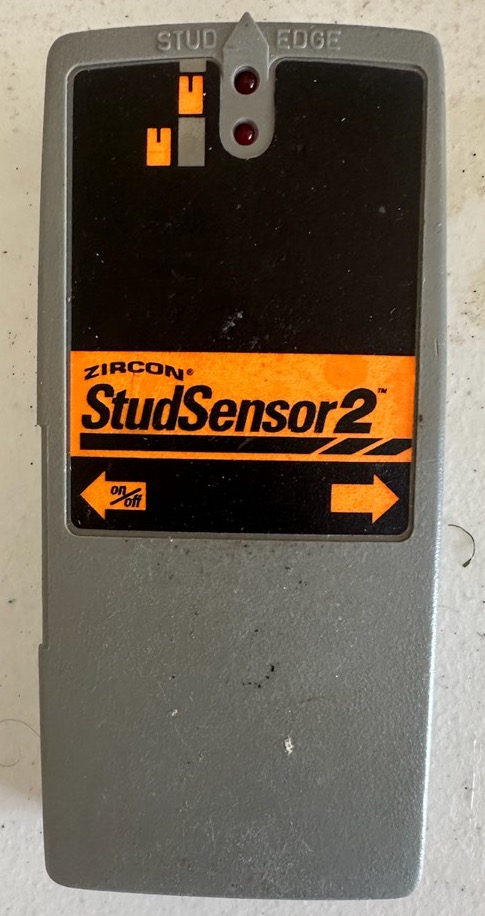 STUD EDGE
ZIRCON®
StudSensor2™
on/off